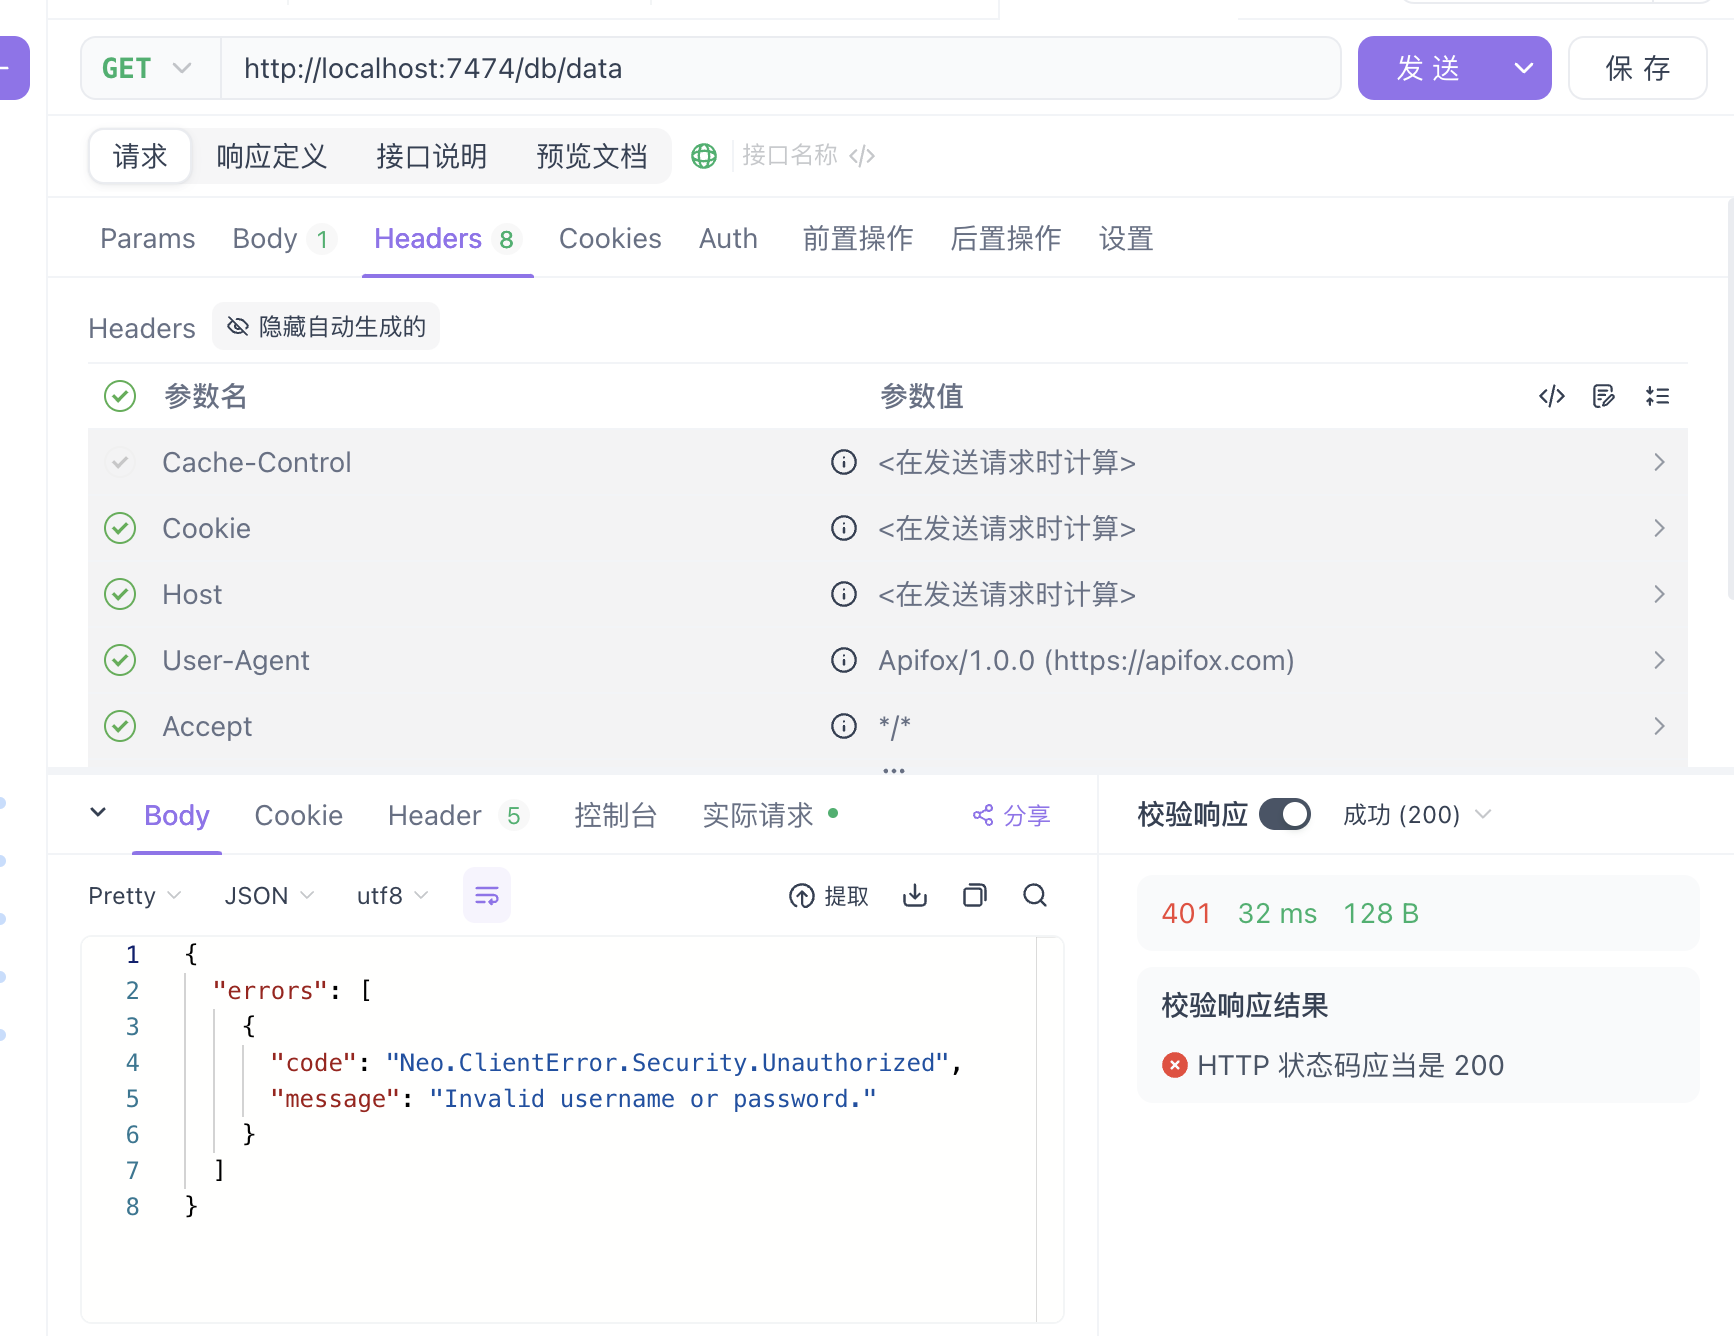 GET http://localhost:7474/db/data 发送 保存
请求 响应定义 接口说明 预览文档 接口名称
Params Body 1 Headers 8 Cookies Auth 前置操作 后置操作 设置
Headers 隐藏自动生成的
参数名 参数值
Cache-Control <在发送请求时计算>
Cookie <在发送请求时计算>
Host <在发送请求时计算>
User-Agent Apifox/1.0.0 (https://apifox.com)
Accept */*
Body Cookie Header 5 控制台 实际请求 分享
Pretty JSON utf8 提取
1 {
2 "errors": [
3 {
4 "code": "Neo.ClientError.Security.Unauthorized",
5 "message": "Invalid username or password."
6 }
7 ]
8 }
校验响应 成功 (200)
401 32 ms 128 B
校验响应结果
HTTP 状态码应当是 200